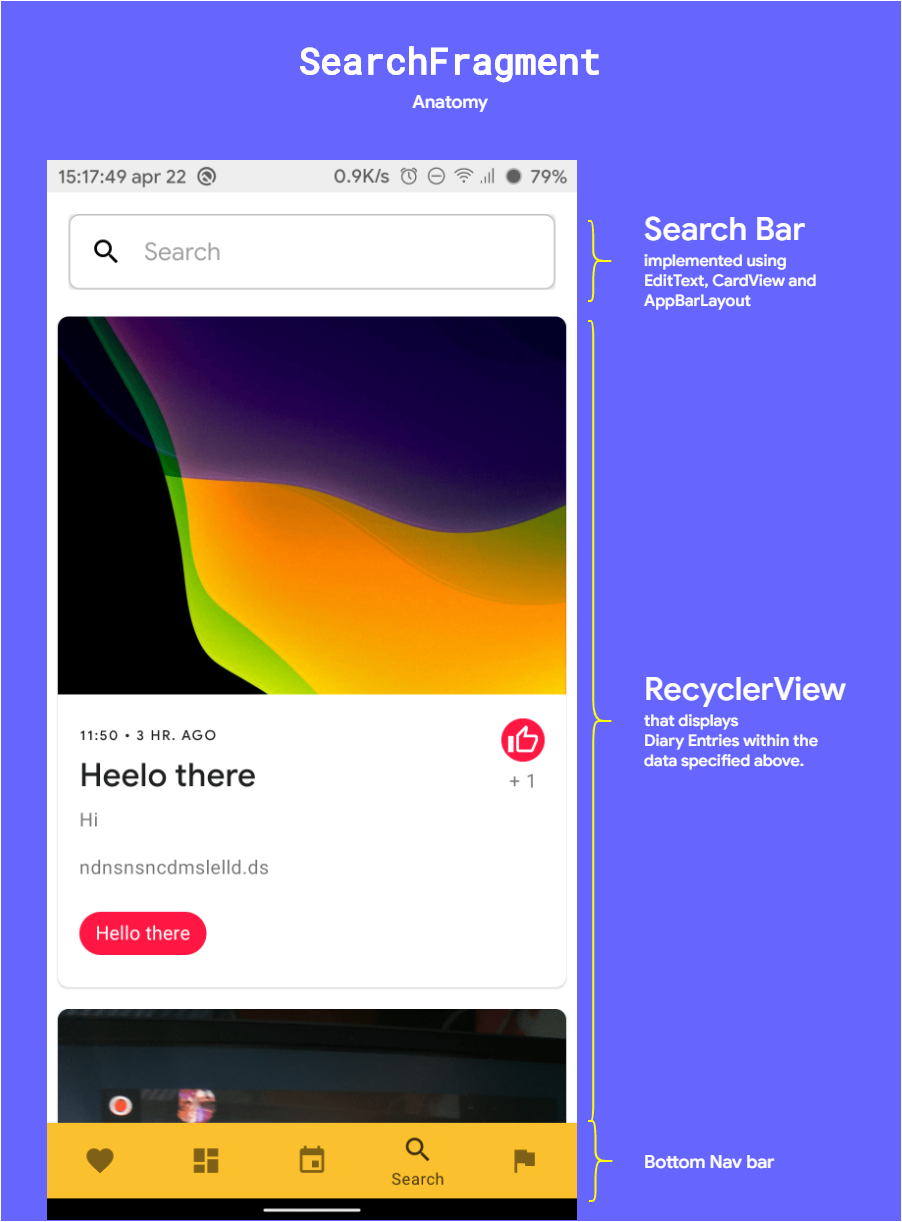 SearchFragment
Anatomy
15:17:49 apr 22
0.9K/s
79%
Search
Search Bar
implemented using
EditText, CardView and
AppBarLayout
11:50 • 3 HR. AGO
Heelo there
+ 1
Hi
ndnsnsncdmslelld.ds
Hello there
RecyclerView
that displays
Diary Entries within the
data specified above.
Search
Bottom Nav bar